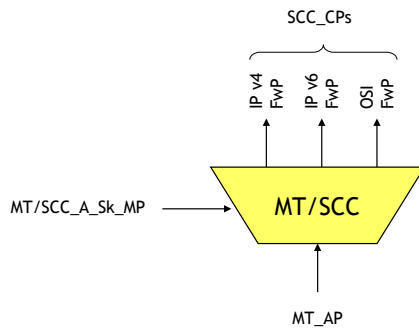 SCC_CPs
IP v4
FwP
IP v6
FwP
OSI
FwP
MT/SCC_A_Sk_MP
MT/SCC
MT_AP